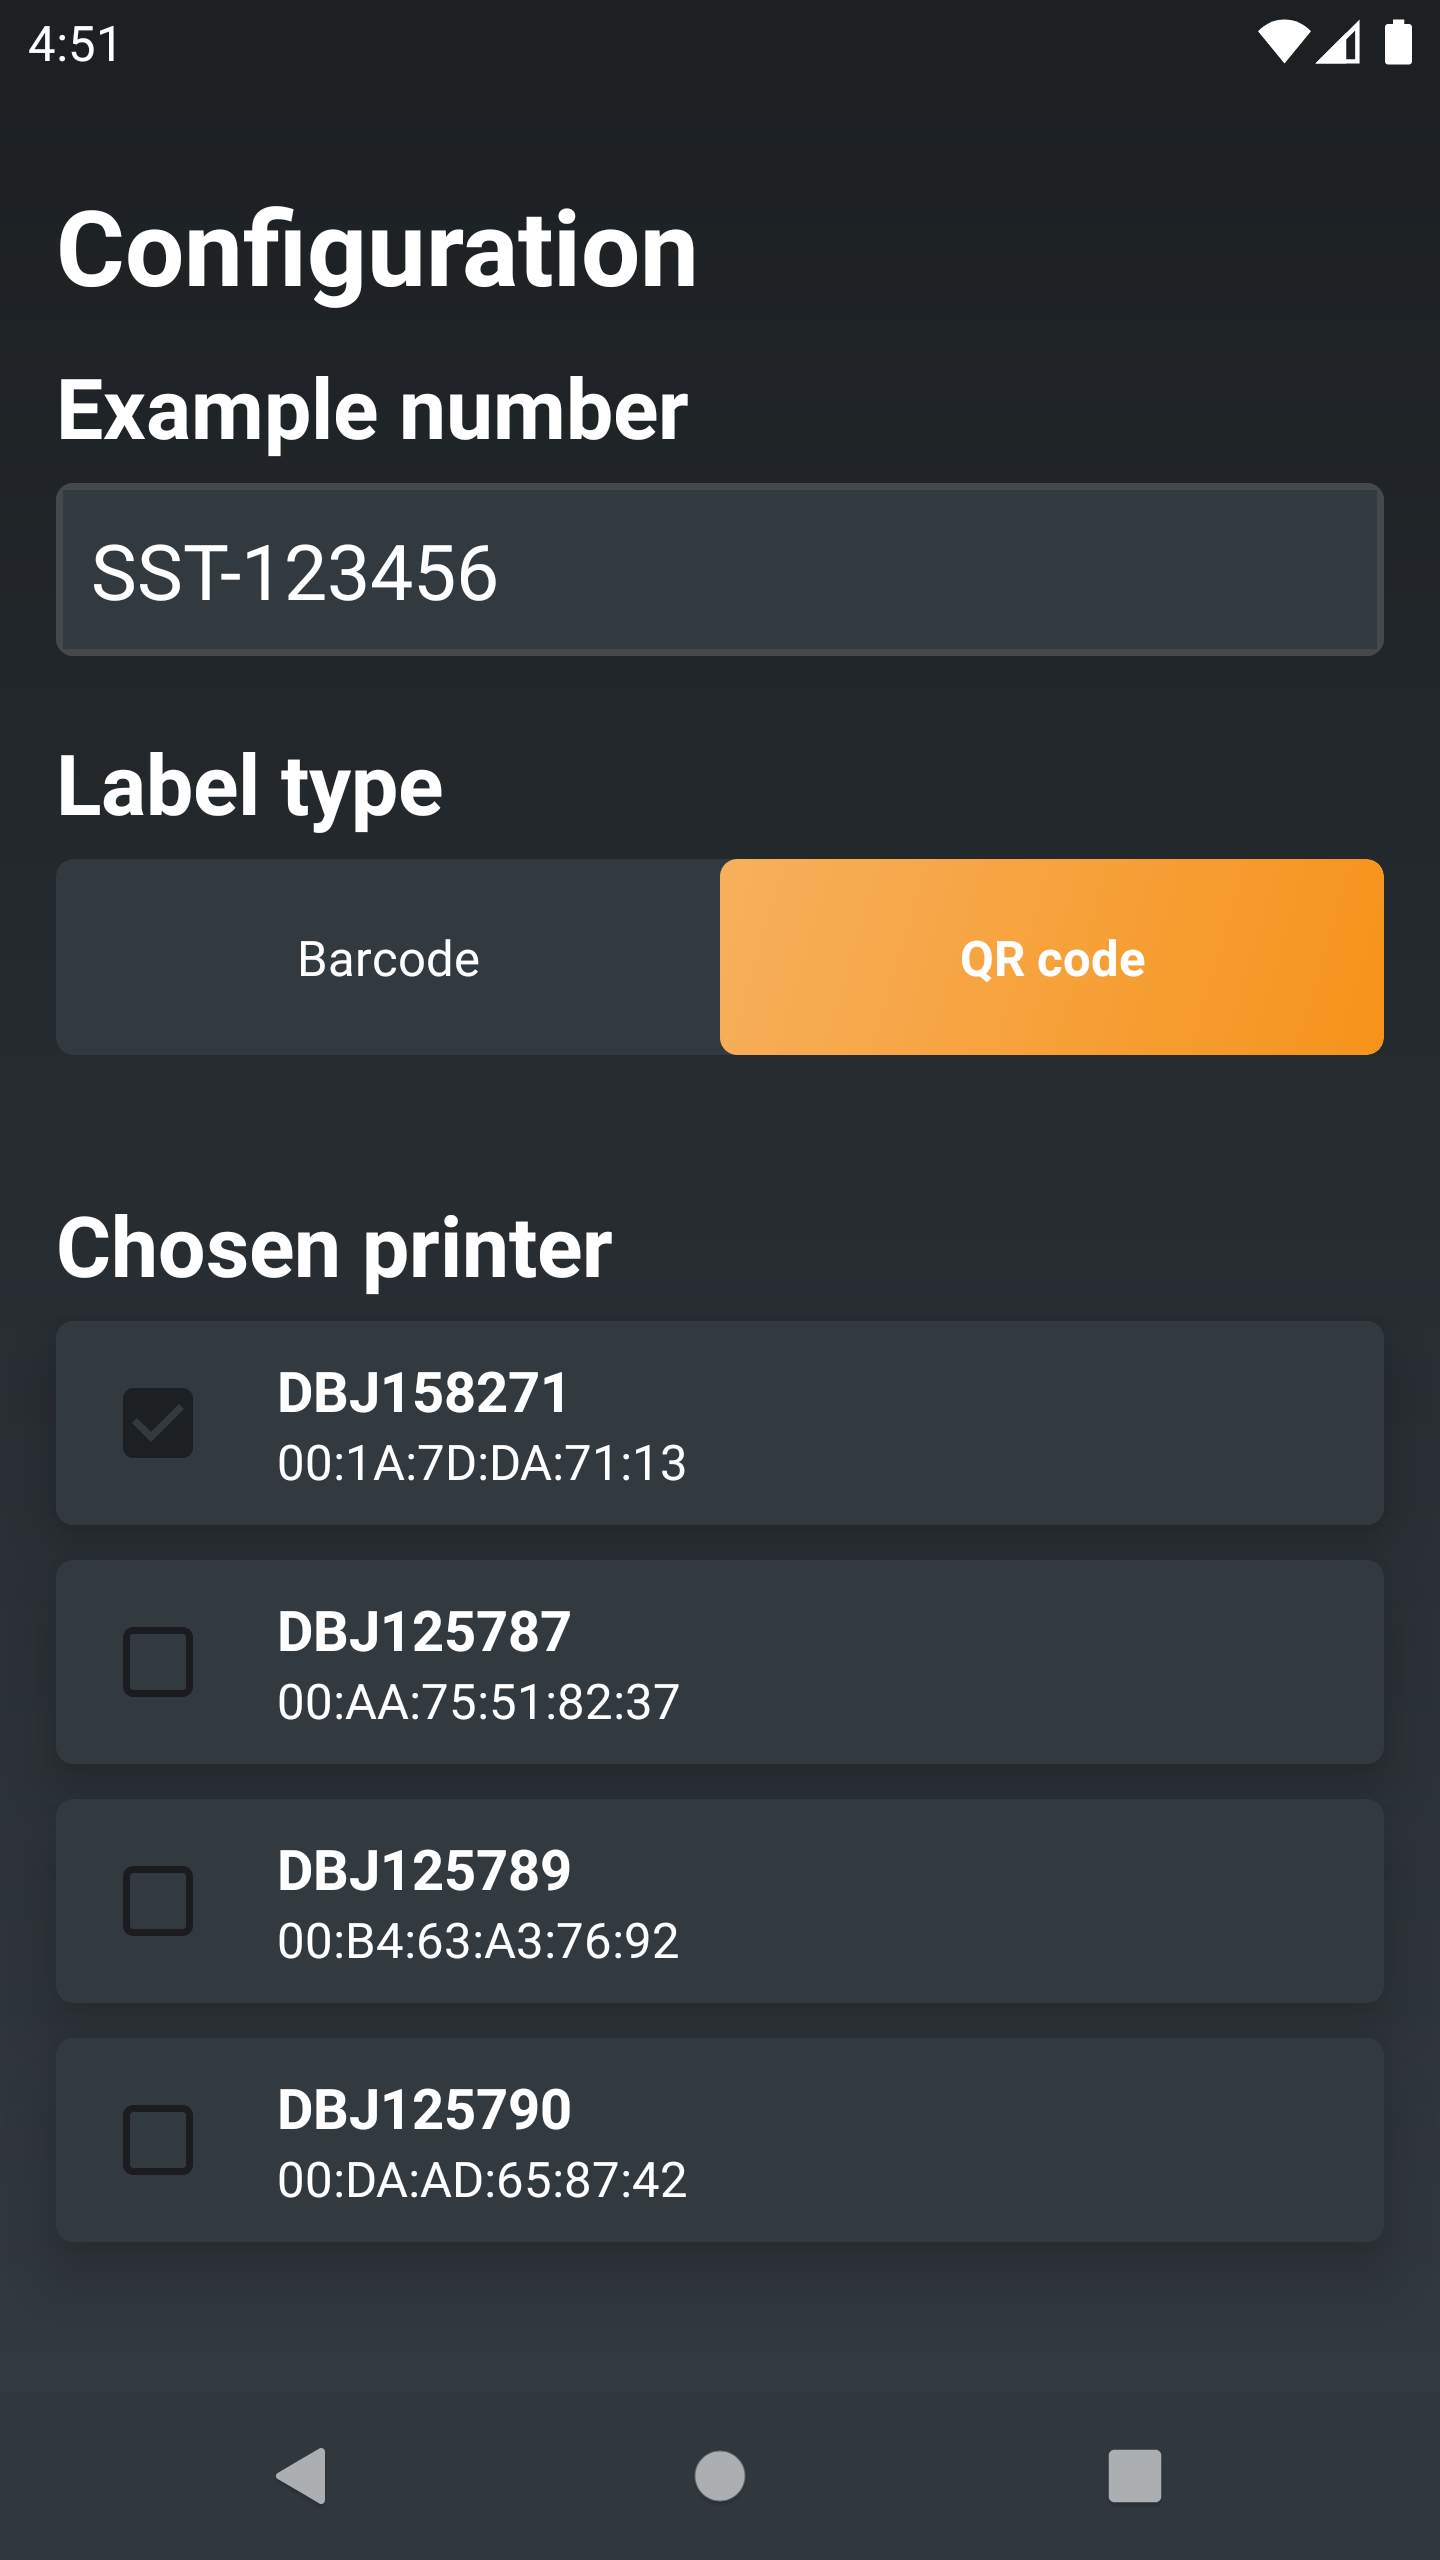 4:51
Configuration
Example number
SST-123456
Label type
Barcode
QR code
Chosen printer
DBJ158271
00:1A:7D:DA:71:13
DBJ125787
00:AA:75:51:82:37
DBJ125789
00:B4:63:A3:76:92
DBJ125790
00:DA:AD:65:87:42